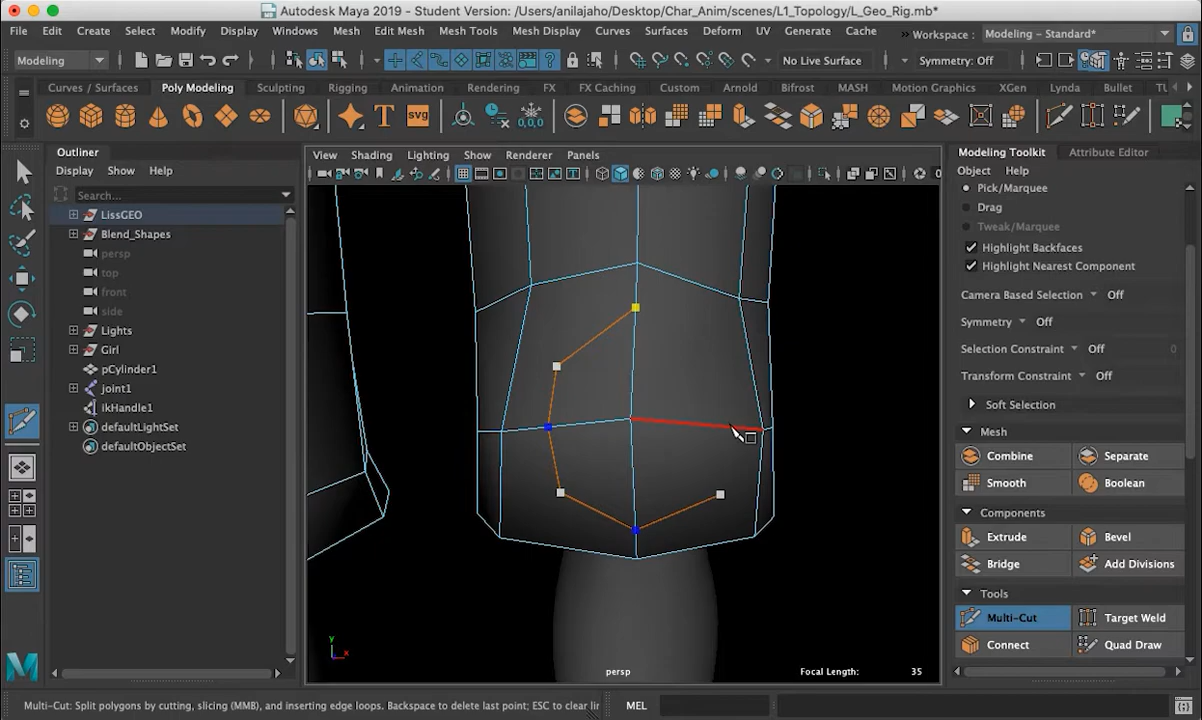 Autodesk Maya 2019 - Student Version: /Users/anilajaho/Desktop/Char_Anim/scenes/L1_Topology/L_Geo_Rig.mb*
File Edit Create Select Modify Display Windows Mesh Edit Mesh Mesh Tools Mesh Display Curves Surfaces Deform UV Generate Cache Workspace : Modeling - Standard*
Modeling No Live Surface Symmetry: Off
Curves / Surfaces Poly Modeling Sculpting Rigging Animation Rendering FX FX Caching Custom Arnold Bifrost MASH Motion Graphics XGen Lynda Bullet TU
T svg 0,0,0
Outliner View Shading Lighting Show Renderer Panels Modeling Toolkit Attribute Editor
Display Show Help Object Help
Search... Pick/Marquee
LissGEO Drag
Blend_Shapes Tweak/Marquee
persp Highlight Backfaces
top Highlight Nearest Component
front Camera Based Selection Off
side Symmetry Off
Lights Selection Constraint Off 0
Girl Transform Constraint Off
pCylinder1 Soft Selection
joint1 Mesh
ikHandle1 Combine Separate
defaultLightSet Smooth Boolean
defaultObjectSet Components
Extrude Bevel
Bridge Add Divisions
Tools
Multi-Cut Target Weld
Connect Quad Draw
y
x
persp Focal Length: 35
Multi-Cut: Split polygons by cutting, slicing (MMB), and inserting edge loops. Backspace to delete last point; ESC to clear lin MEL